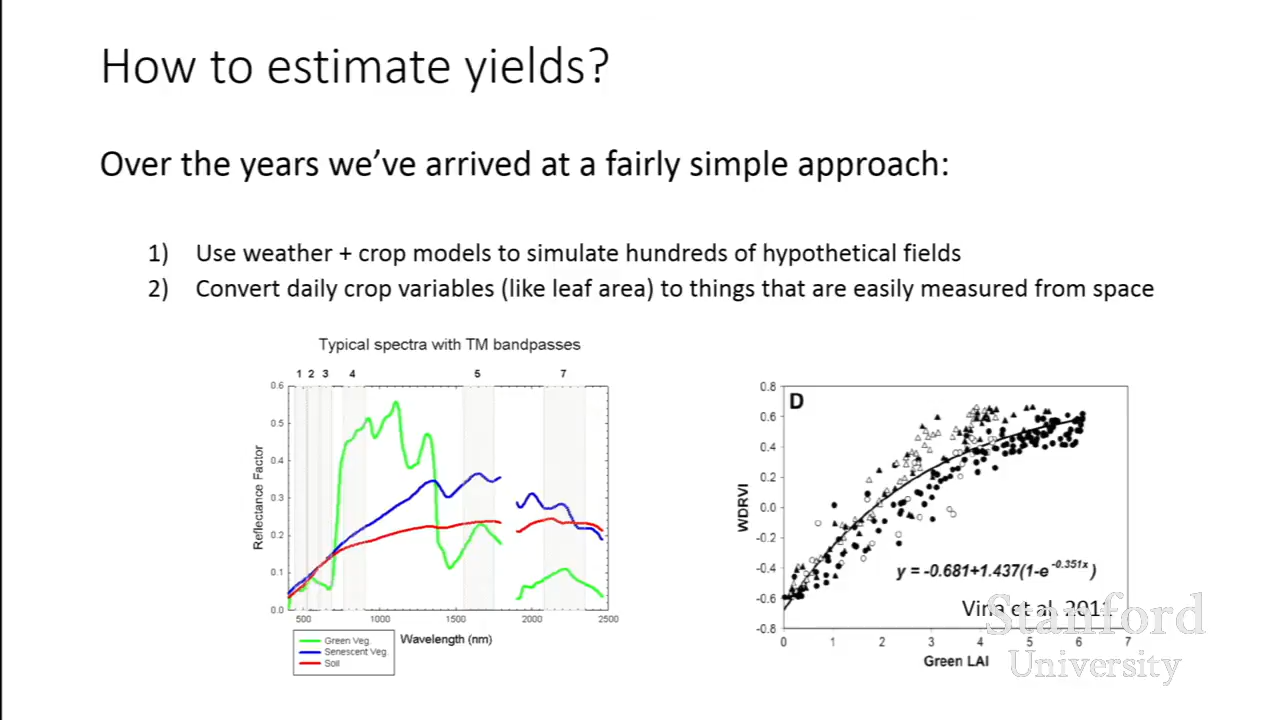 How to estimate yields?
Over the years we've arrived at a fairly simple approach:
1) Use weather + crop models to simulate hundreds of hypothetical fields
2) Convert daily crop variables (like leaf area) to things that are easily measured from space
Typical spectra with TM bandpasses
1 2 3 4 5 7
0.6
0.5
0.4
0.3
0.2
0.1
0.0
Reflectance Factor
500 1000 1500 2000 2500
Wavelength (nm)
Green Veg.
Senescent Veg.
Soil
D
0.8
0.6
0.4
0.2
0.0
-0.2
-0.4
-0.6
-0.8
WDRVI
y = -0.681+1.437(1-e^-0.351x)
Vina et al. 2011
0 1 2 3 4 5 6 7
Green LAI
Stanford
University